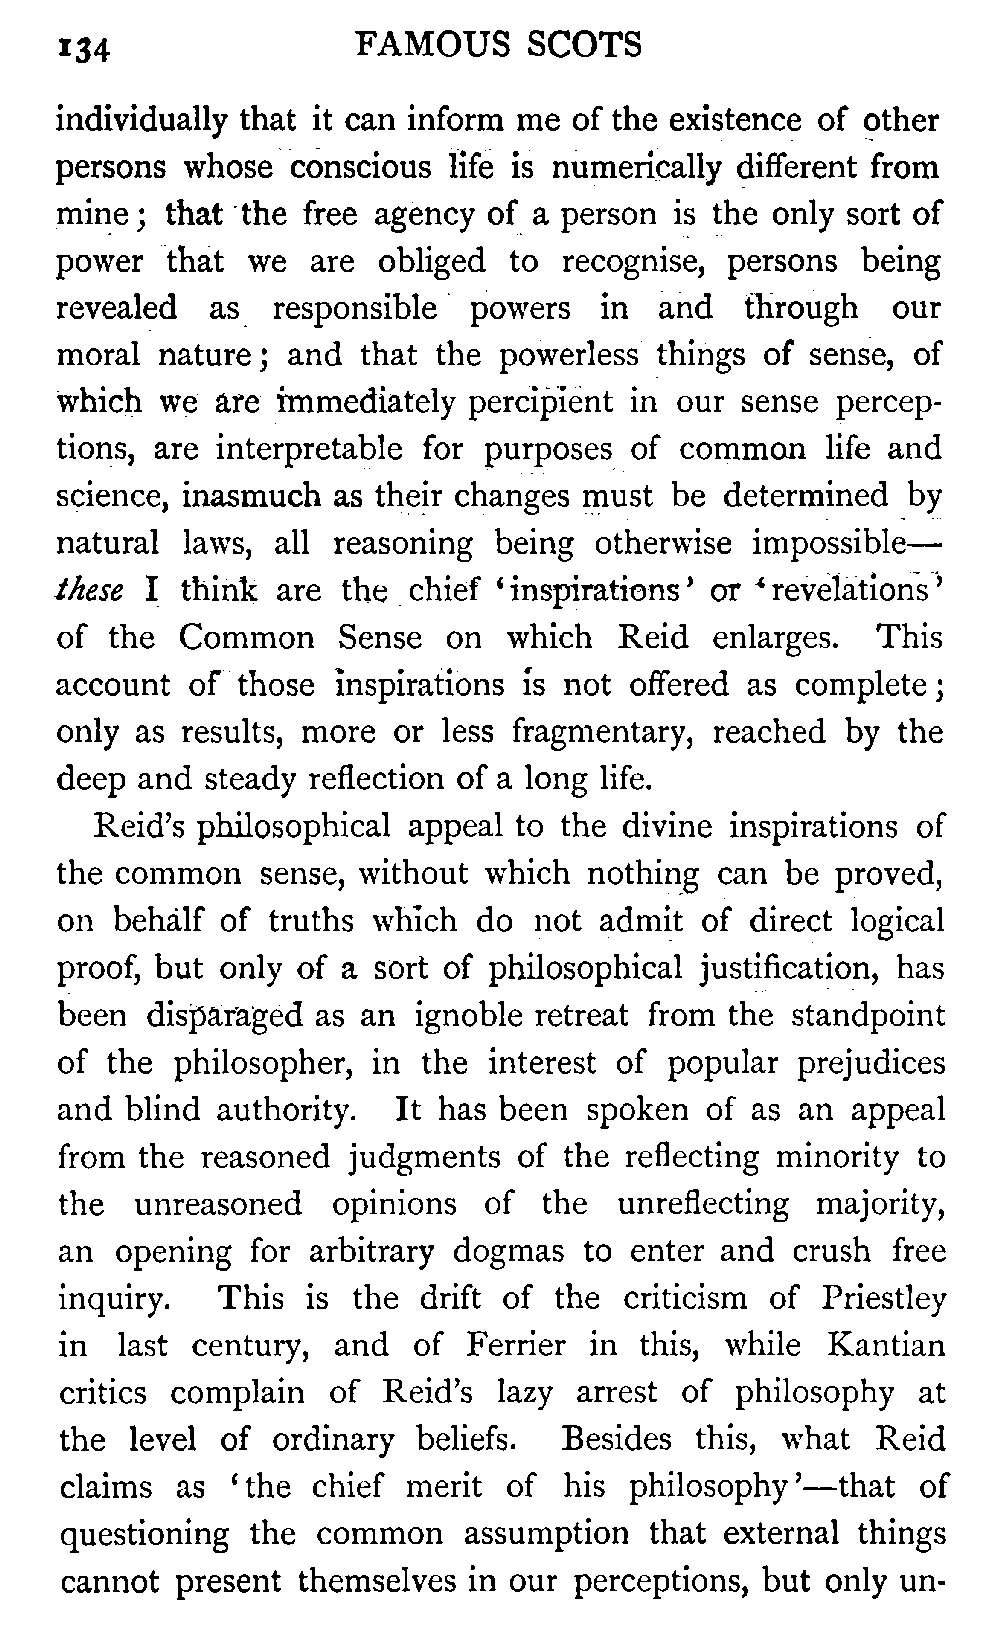 134 FAMOUS SCOTS
individually that it can inform me of the existence of other
persons whose conscious life is numerically different from
mine; that the free agency of a person is the only sort of
power that we are obliged to recognise, persons being
revealed as responsible powers in and through our
moral nature; and that the powerless things of sense, of
which we are immediately percipient in our sense percep-
tions, are interpretable for purposes of common life and
science, inasmuch as their changes must be determined by
natural laws, all reasoning being otherwise impossible—
these I think are the chief ‘inspirations’ or ‘revelations’
of the Common Sense on which Reid enlarges. This
account of those inspirations is not offered as complete;
only as results, more or less fragmentary, reached by the
deep and steady reflection of a long life.
Reid’s philosophical appeal to the divine inspirations of
the common sense, without which nothing can be proved,
on behalf of truths which do not admit of direct logical
proof, but only of a sort of philosophical justification, has
been disparaged as an ignoble retreat from the standpoint
of the philosopher, in the interest of popular prejudices
and blind authority. It has been spoken of as an appeal
from the reasoned judgments of the reflecting minority to
the unreasoned opinions of the unreflecting majority,
an opening for arbitrary dogmas to enter and crush free
inquiry. This is the drift of the criticism of Priestley
in last century, and of Ferrier in this, while Kantian
critics complain of Reid’s lazy arrest of philosophy at
the level of ordinary beliefs. Besides this, what Reid
claims as ‘the chief merit of his philosophy’—that of
questioning the common assumption that external things
cannot present themselves in our perceptions, but only un-